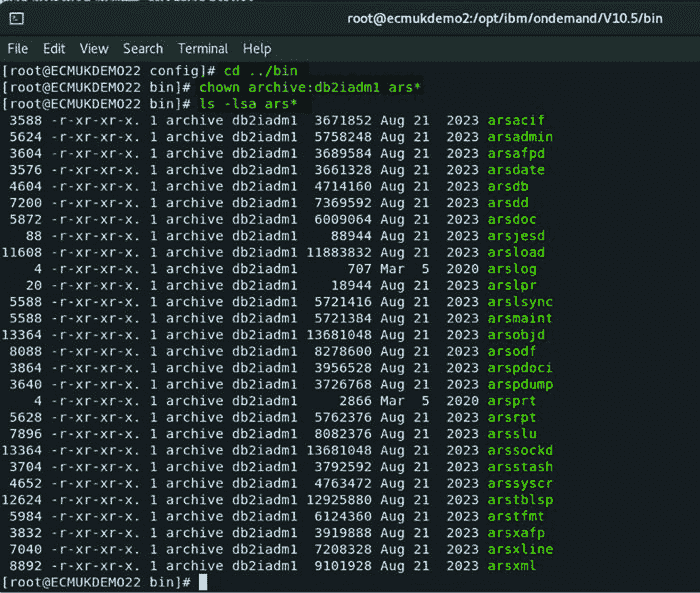 root@ecmukdemo2:/opt/ibm/ondemand/V10.5/bin
File Edit View Search Terminal Help
[root@ECMUKDEMO22 config]# cd ../bin
[root@ECMUKDEMO22 bin]# chown archive:db2iadm1 ars*
[root@ECMUKDEMO22 bin]# ls -lsa ars*
3588 -r-xr-xr-x. 1 archive db2iadm1 3671852 Aug 21 2023 arsacif
5624 -r-xr-xr-x. 1 archive db2iadm1 5758248 Aug 21 2023 arsadmin
3604 -r-xr-xr-x. 1 archive db2iadm1 3689584 Aug 21 2023 arsafpd
3576 -r-xr-xr-x. 1 archive db2iadm1 3661328 Aug 21 2023 arsdate
4604 -r-xr-xr-x. 1 archive db2iadm1 4714160 Aug 21 2023 arsdb
7200 -r-xr-xr-x. 1 archive db2iadm1 7369592 Aug 21 2023 arsdd
5872 -r-xr-xr-x. 1 archive db2iadm1 6009064 Aug 21 2023 arsdoc
88 -r-xr-xr-x. 1 archive db2iadm1 88944 Aug 21 2023 arsjesd
11608 -r-xr-xr-x. 1 archive db2iadm1 11883832 Aug 21 2023 arsload
4 -r-xr-xr-x. 1 archive db2iadm1 707 Mar 5 2020 arslog
20 -r-xr-xr-x. 1 archive db2iadm1 18944 Aug 21 2023 arslpr
5588 -r-xr-xr-x. 1 archive db2iadm1 5721416 Aug 21 2023 arslsync
5588 -r-xr-xr-x. 1 archive db2iadm1 5721384 Aug 21 2023 arsmaint
13364 -r-xr-xr-x. 1 archive db2iadm1 13681048 Aug 21 2023 arsobjd
8088 -r-xr-xr-x. 1 archive db2iadm1 8278600 Aug 21 2023 arsodf
3864 -r-xr-xr-x. 1 archive db2iadm1 3956528 Aug 21 2023 arspdoci
3640 -r-xr-xr-x. 1 archive db2iadm1 3726768 Aug 21 2023 arspdump
4 -r-xr-xr-x. 1 archive db2iadm1 2866 Mar 5 2020 arsprt
5628 -r-xr-xr-x. 1 archive db2iadm1 5762376 Aug 21 2023 arsrpt
7896 -r-xr-xr-x. 1 archive db2iadm1 8082376 Aug 21 2023 arsslu
13364 -r-xr-xr-x. 1 archive db2iadm1 13681048 Aug 21 2023 arssockd
3704 -r-xr-xr-x. 1 archive db2iadm1 3792592 Aug 21 2023 arsstash
4652 -r-xr-xr-x. 1 archive db2iadm1 4763472 Aug 21 2023 arssyscr
12624 -r-xr-xr-x. 1 archive db2iadm1 12925880 Aug 21 2023 arstblsp
5984 -r-xr-xr-x. 1 archive db2iadm1 6124360 Aug 21 2023 arstfmt
3832 -r-xr-xr-x. 1 archive db2iadm1 3919888 Aug 21 2023 arsxafp
7040 -r-xr-xr-x. 1 archive db2iadm1 7208328 Aug 21 2023 arsxline
8892 -r-xr-xr-x. 1 archive db2iadm1 9101928 Aug 21 2023 arsxml
[root@ECMUKDEMO22 bin]#